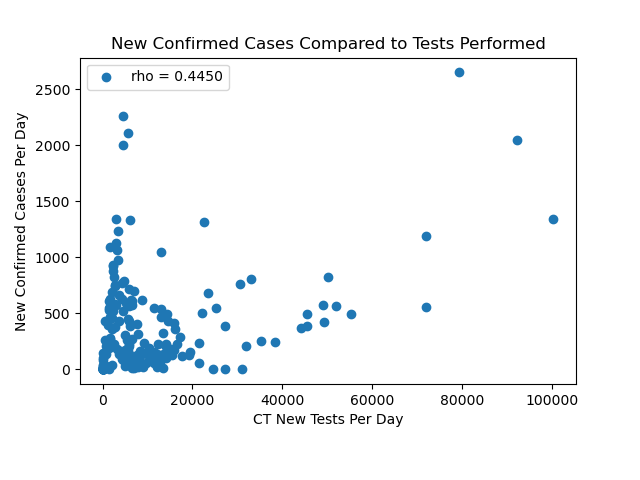 New Confirmed Cases Compared to Tests Performed
rho = 0.4450
2500
2000
1500
1000
500
0
New Confirmed Caeses Per Day
0 20000 40000 60000 80000 100000
CT New Tests Per Day